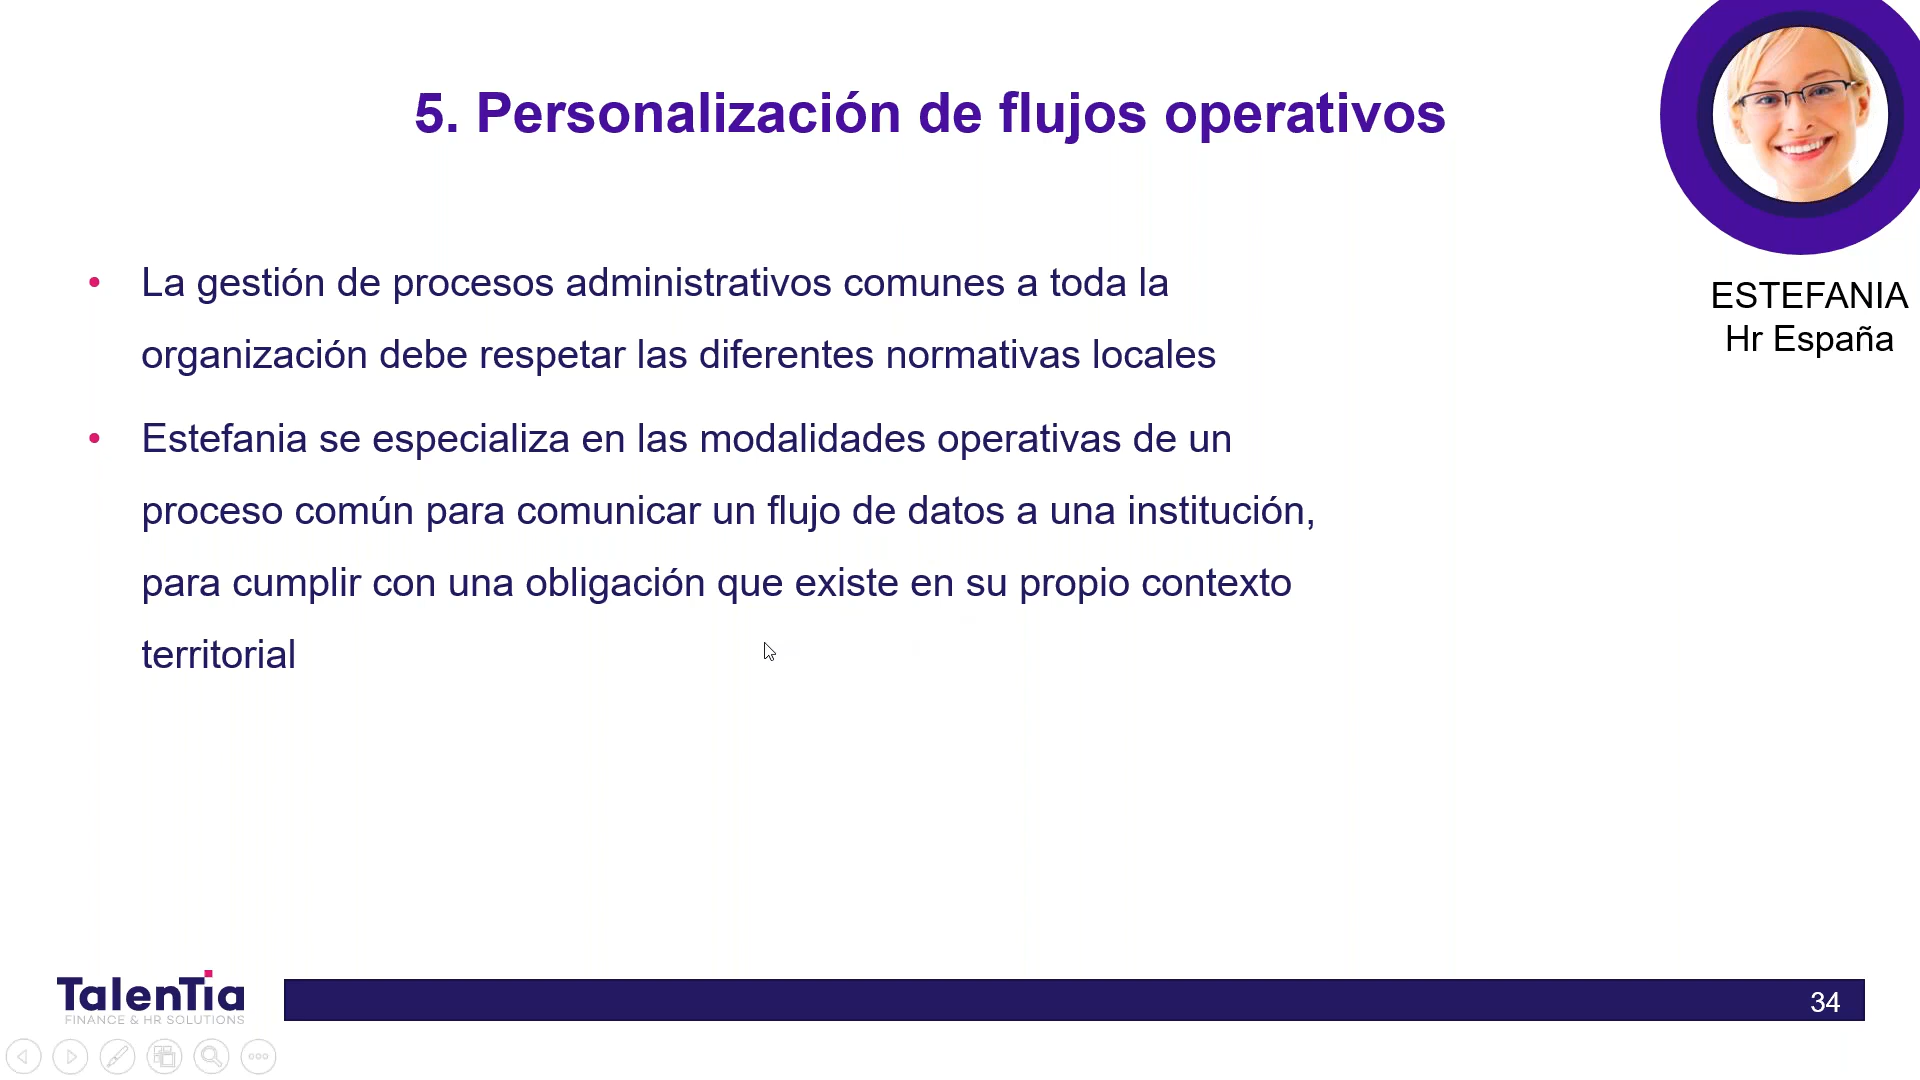 5. Personalización de flujos operativos
ESTEFANIA
Hr España
• La gestión de procesos administrativos comunes a toda la
organización debe respetar las diferentes normativas locales
• Estefania se especializa en las modalidades operativas de un
proceso común para comunicar un flujo de datos a una institución,
para cumplir con una obligación que existe en su propio contexto
territorial
TalenTia
FINANCE & HR SOLUTIONS
34